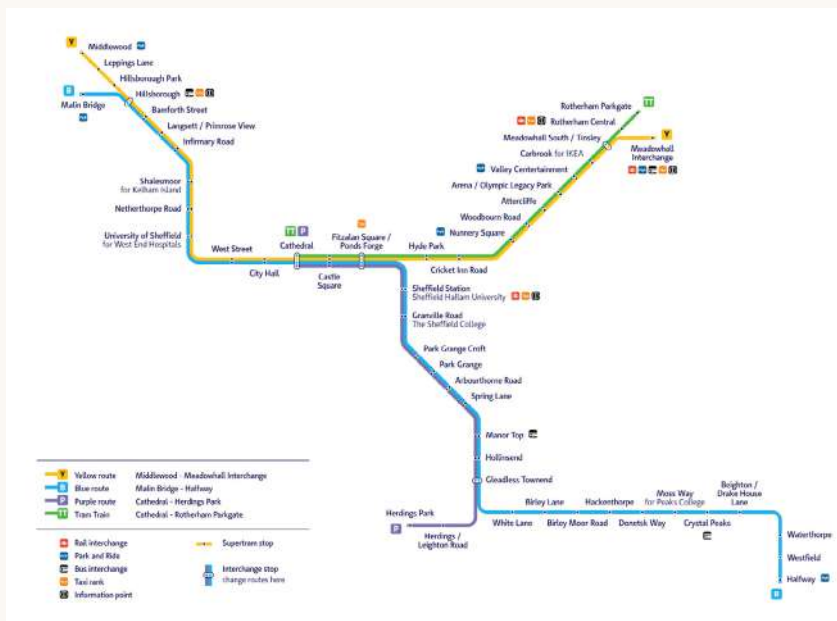 Y
Middlewood
Leppings Lane
Hillsborough Park
B
Malin Bridge
Hillsborough
Bamforth Street
Langsett / Primrose View
Infirmary Road
Shalesmoor
for Kelham Island
Netherthorpe Road
University of Sheffield
for West End Hospitals
West Street
City Hall
TT P
Cathedral
Castle
Square
Fitzalan Square /
Ponds Forge
Hyde Park
Cricket Inn Road
Nunnery Square
Woodbourn Road
Attercliffe
Arena / Olympic Legacy Park
Valley Centertainment
Carbrook for IKEA
Meadowhall South / Tinsley
Rotherham Central
Rotherham Parkgate
TT
Y
Meadowhall
Interchange
Sheffield Station
Sheffield Hallam University
Granville Road
The Sheffield College
Park Grange Croft
Park Grange
Arbourthorne Road
Spring Lane
Manor Top
Hollinsend
Gleadless Townend
Herdings Park
P
Herdings /
Leighton Road
White Lane
Birley Lane
Birley Moor Road
Hackenthorpe
Donetsk Way
Moss Way
for Peaks College
Crystal Peaks
Beighton /
Drake House
Lane
Waterthorpe
Westfield
Halfway
B
Y Yellow route Middlewood - Meadowhall Interchange
B Blue route Malin Bridge - Halfway
P Purple route Cathedral - Herdings Park
TT Tram Train Cathedral - Rotherham Parkgate
Rail interchange
Park and Ride
Bus interchange
Taxi rank
Information point
Supertram stop
Interchange stop
change routes here